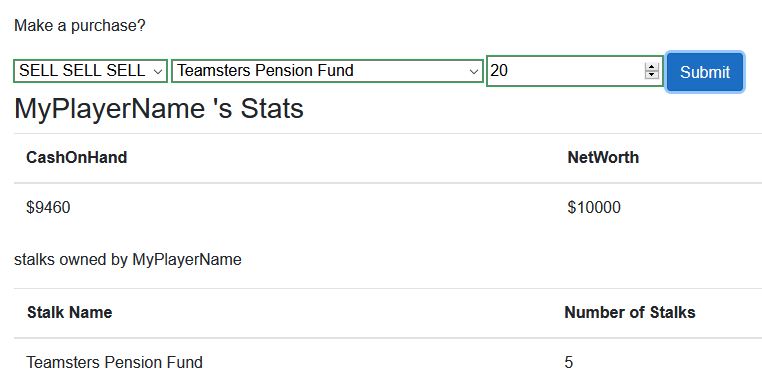 Make a purchase?
SELL SELL SELL Teamsters Pension Fund 20 Submit
MyPlayerName 's Stats
CashOnHand NetWorth
$9460 $10000
stalks owned by MyPlayerName
Stalk Name Number of Stalks
Teamsters Pension Fund 5